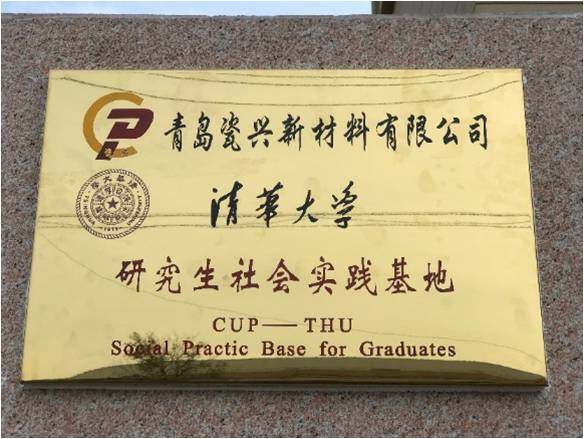 青岛瓷兴新材料有限公司
清華大学
研究生社会实践基地
CUP——THU
Social Practic Base for Graduates